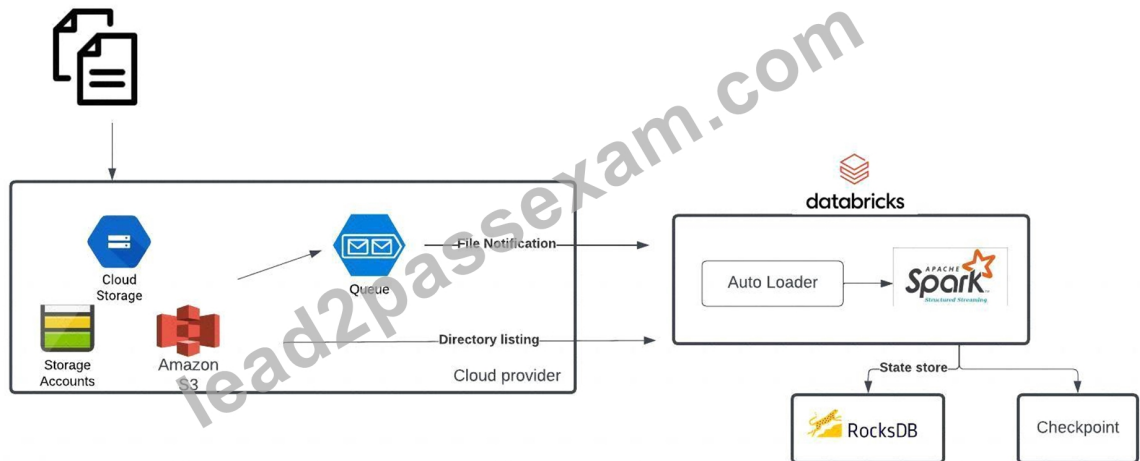 lead2passexam.com
databricks
File Notification
APACHE
Spark
Structured Streaming
Auto Loader
Cloud
Storage
Queue
Directory listing
Storage
Accounts
Amazon
S3
Cloud provider
State store
RocksDB
Checkpoint